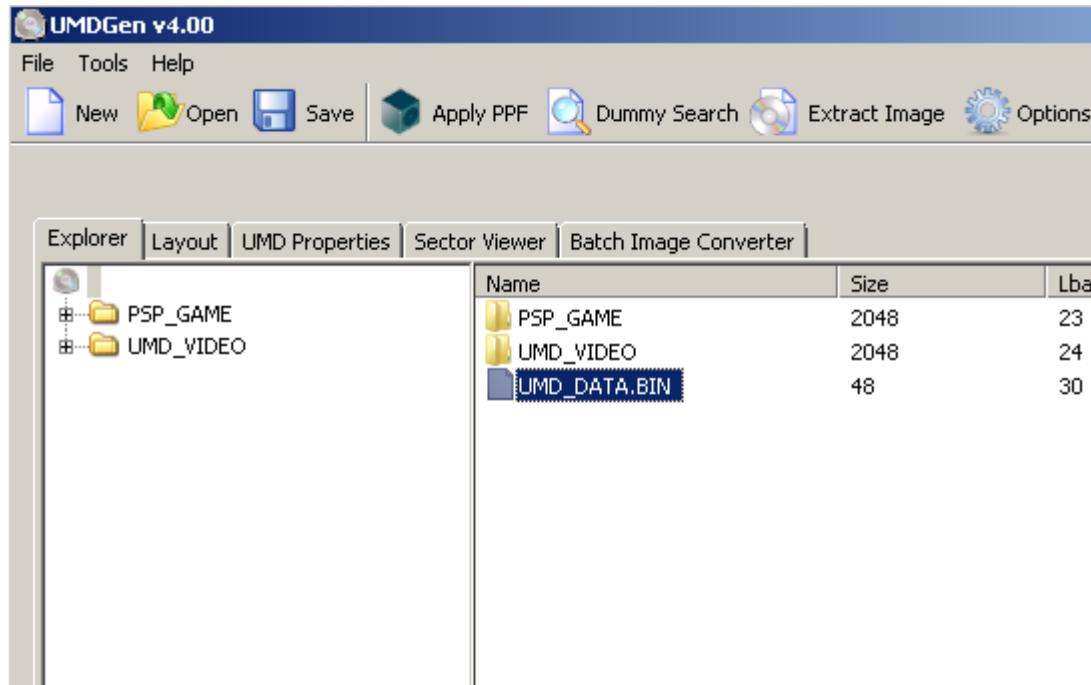 UMDGen v4.00
File Tools Help
New Open Save Apply PPF Dummy Search Extract Image Options
Explorer Layout UMD Properties Sector Viewer Batch Image Converter
PSP_GAME
UMD_VIDEO
Name Size Lba
PSP_GAME 2048 23
UMD_VIDEO 2048 24
UMD_DATA.BIN 48 30